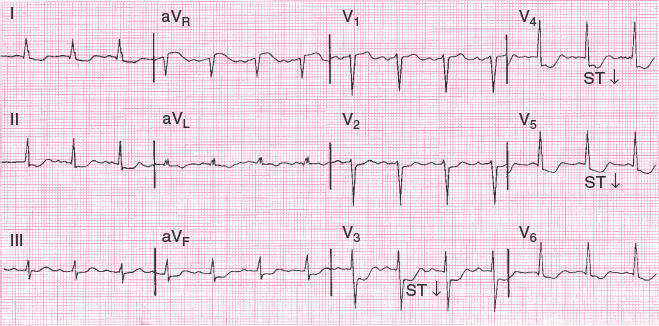 I aVR V1 V4
ST ↓
II aVL V2 V5
ST ↓
III aVF V3 V6
ST ↓